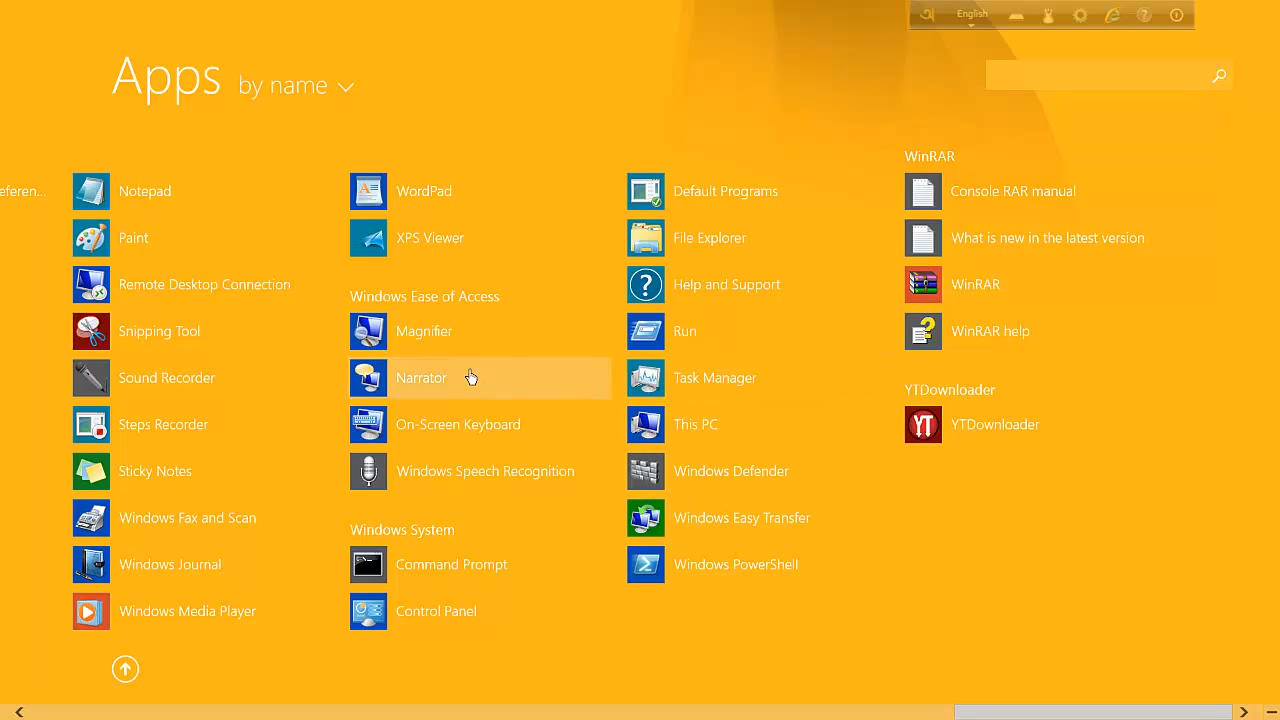 English
Apps by name
eferen...
Notepad
Paint
Remote Desktop Connection
Snipping Tool
Sound Recorder
Steps Recorder
Sticky Notes
Windows Fax and Scan
Windows Journal
Windows Media Player
WordPad
XPS Viewer
Windows Ease of Access
Magnifier
Narrator
On-Screen Keyboard
Windows Speech Recognition
Windows System
Command Prompt
Control Panel
Default Programs
File Explorer
Help and Support
Run
Task Manager
This PC
Windows Defender
Windows Easy Transfer
Windows PowerShell
WinRAR
Console RAR manual
What is new in the latest version
WinRAR
WinRAR help
YTDownloader
YT
YTDownloader